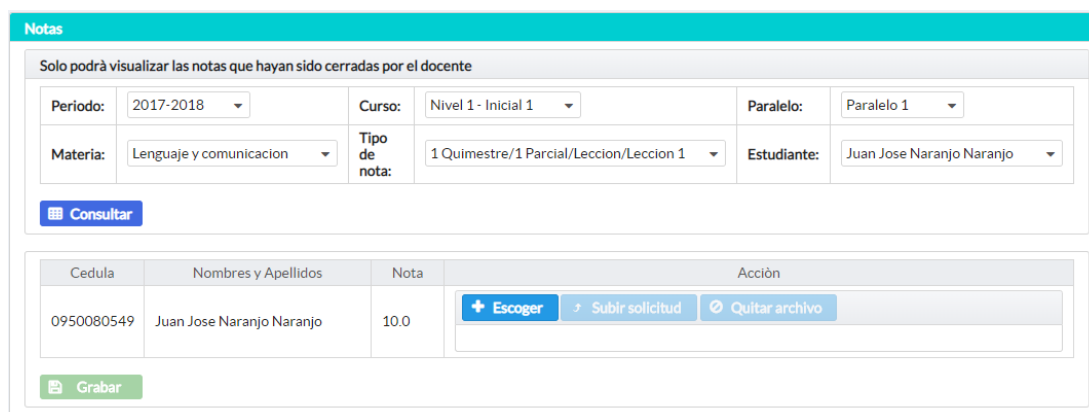 Notas
Solo podrà visualizar las notas que hayan sido cerradas por el docente
Periodo: 2017-2018 Curso: Nivel 1 - Inicial 1 Paralelo: Paralelo 1
Materia: Lenguaje y comunicacion Tipo de nota: 1 Quimestre/1 Parcial/Leccion/Leccion 1 Estudiante: Juan Jose Naranjo Naranjo
Consultar
Cedula Nombres y Apellidos Nota Acciòn
0950080549 Juan Jose Naranjo Naranjo 10.0 Escoger Subir solicitud Quitar archivo
Grabar